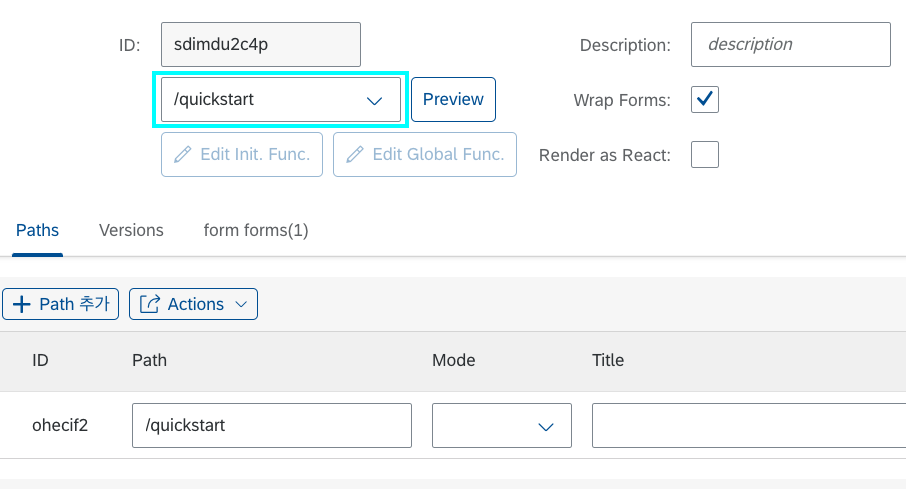 ID: sdimdu2c4p Description: description
/quickstart Preview Wrap Forms:
Edit Init. Func. Edit Global Func. Render as React:
Paths Versions form forms(1)
Path 추가 Actions
ID Path Mode Title
ohecif2 /quickstart